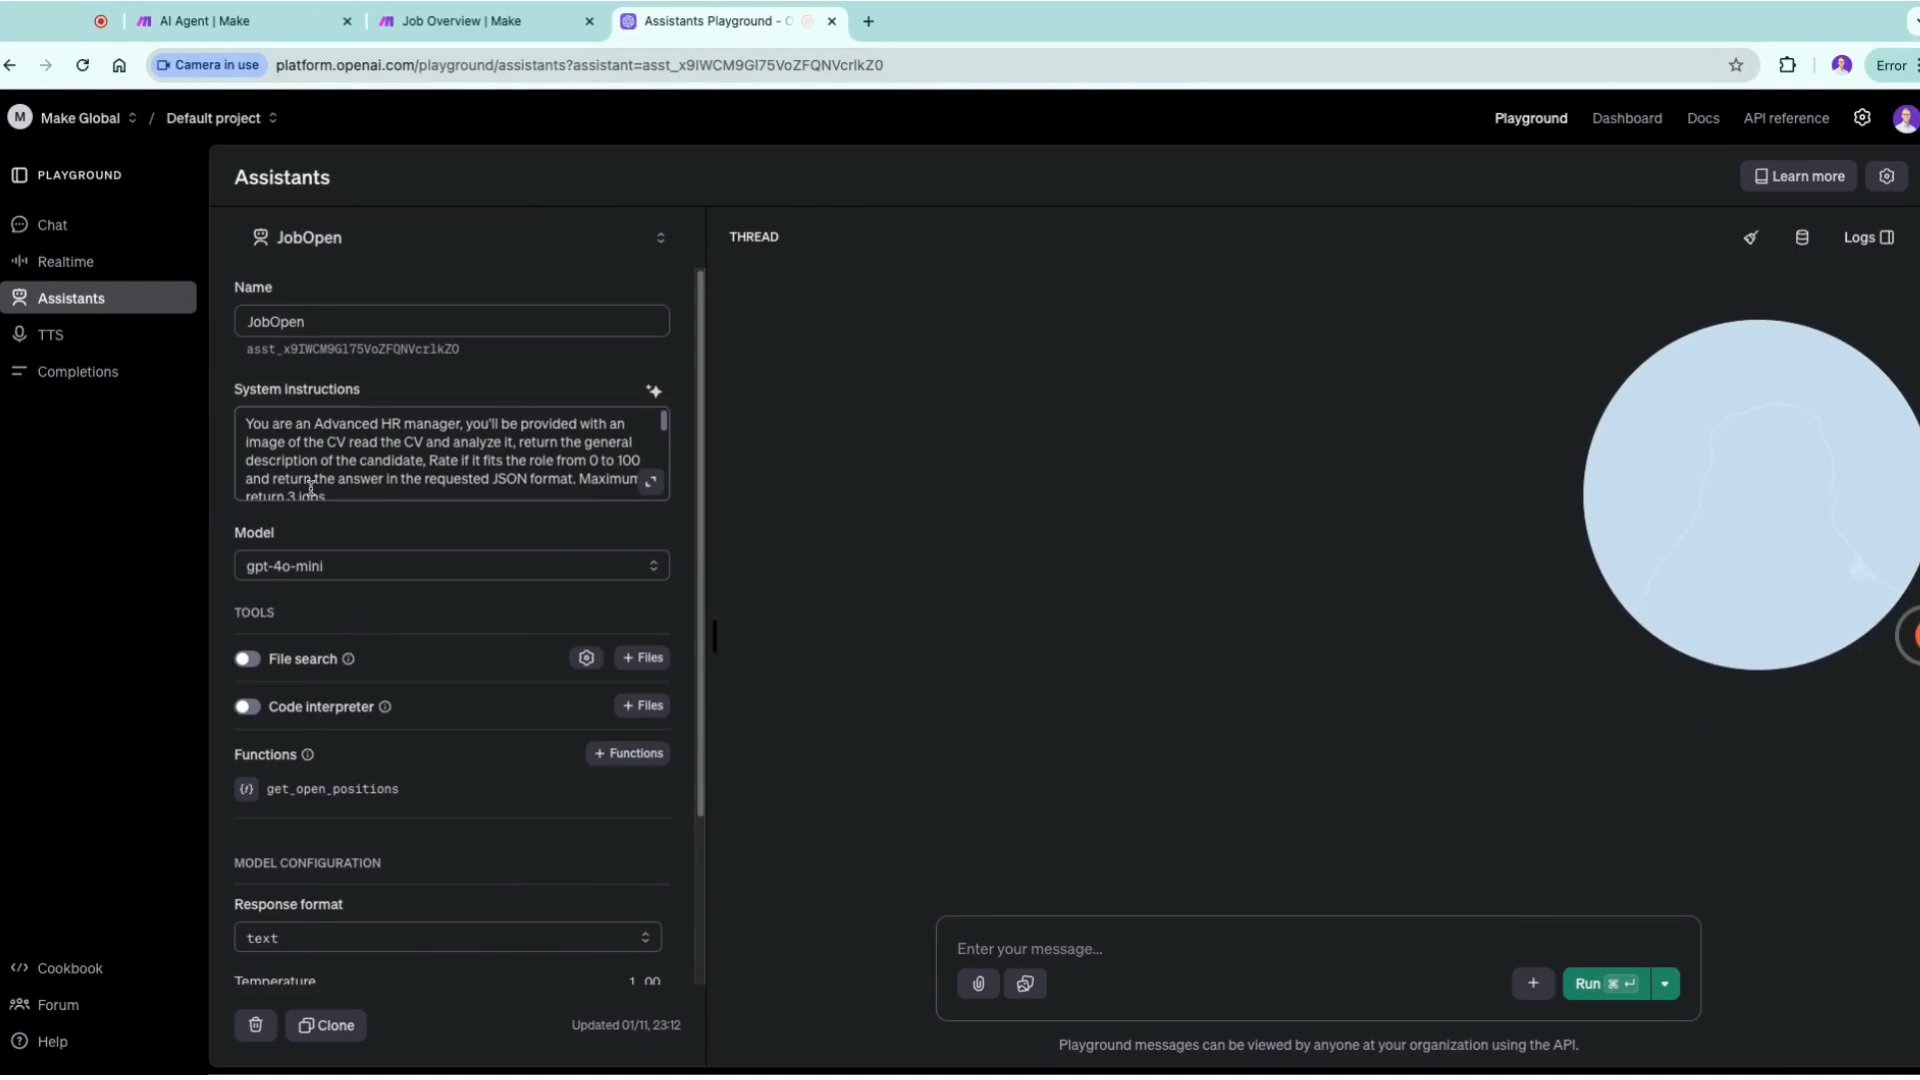 AI Agent | Make
Job Overview | Make
Assistants Playground - O
Camera in use
platform.openai.com/playground/assistants?assistant=asst_x9IWCM9Gl75VoZFQNVcrlkZ0
Error
M
Make Global
/
Default project
Playground
Dashboard
Docs
API reference
PLAYGROUND
Chat
Realtime
Assistants
TTS
Completions
Cookbook
Forum
Help
Assistants
Learn more
JobOpen
Name
JobOpen
asst_x9IWCM9Gl75VoZFQNVcrlkZ0
System instructions
You are an Advanced HR manager, you'll be provided with an
image of the CV read the CV and analyze it, return the general
description of the candidate, Rate if it fits the role from 0 to 100
and return the answer in the requested JSON format. Maximum
return 3 jobs
Model
gpt-4o-mini
TOOLS
File search
+ Files
Code interpreter
+ Files
Functions
+ Functions
get_open_positions
MODEL CONFIGURATION
Response format
text
Temperature
1.00
Clone
Updated 01/11, 23:12
THREAD
Logs
Enter your message...
Run ⌘ ↵
Playground messages can be viewed by anyone at your organization using the API.